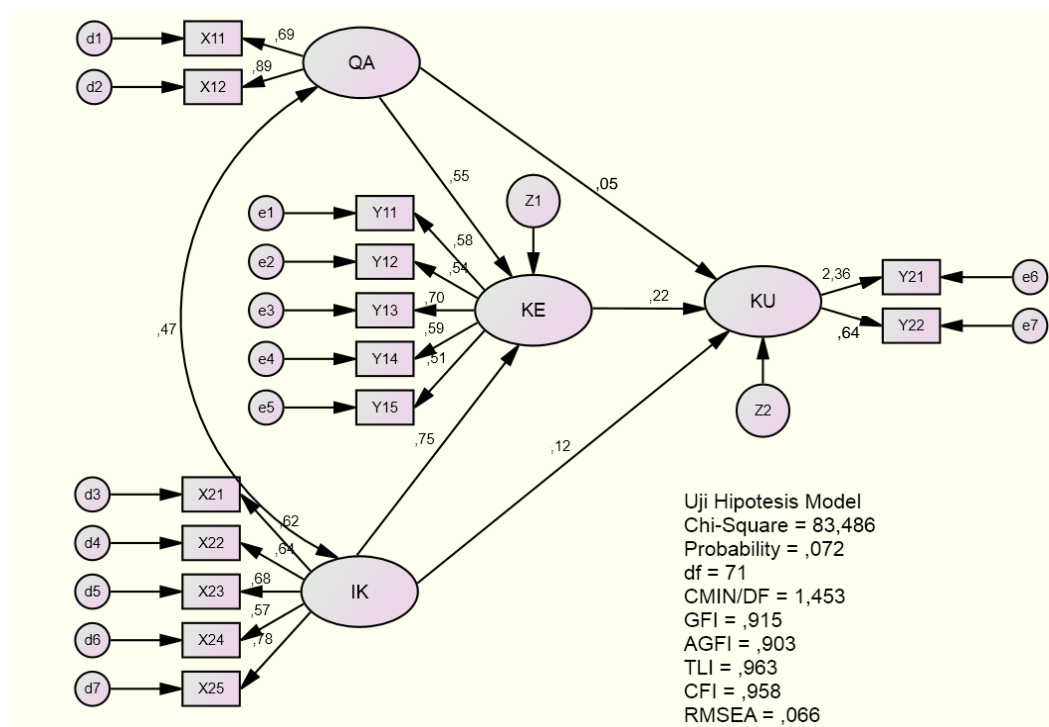 d1
X11
,69
QA
d2
X12
,89
,55
,05
Z1
e1
Y11
,58
e2
Y12
,54
e3
Y13
,70
KE
,22
KU
2,36
Y21
e6
,64
Y22
e7
,47
e4
Y14
,59
e5
Y15
,51
Z2
,75
,12
d3
X21
,62
d4
X22
,64
d5
X23
,68
IK
d6
X24
,57
d7
X25
,78
Uji Hipotesis Model
Chi-Square = 83,486
Probability = ,072
df = 71
CMIN/DF = 1,453
GFI = ,915
AGFI = ,903
TLI = ,963
CFI = ,958
RMSEA = ,066